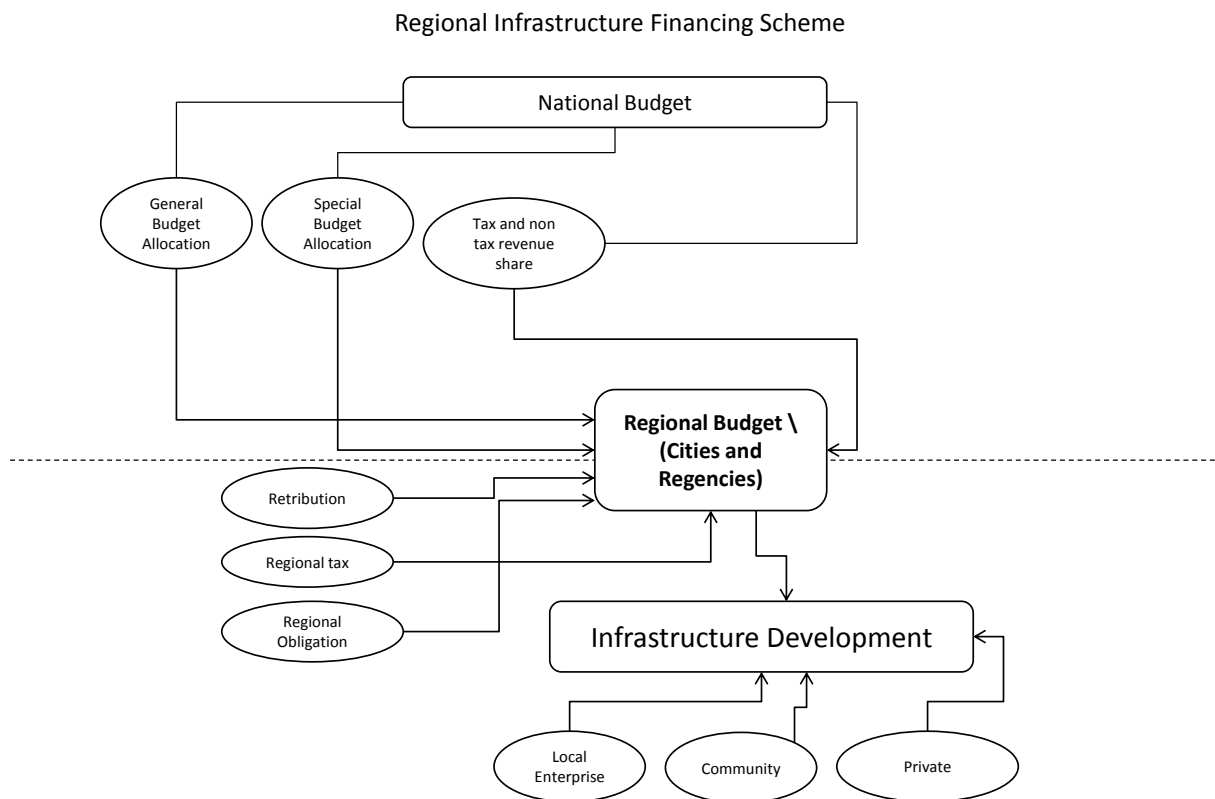 Regional Infrastructure Financing Scheme
National Budget
General
Budget
Allocation
Special
Budget
Allocation
Tax and non
tax revenue
share
Regional Budget \
(Cities and
Regencies)
Retribution
Regional tax
Regional
Obligation
Infrastructure Development
Local
Enterprise
Community
Private